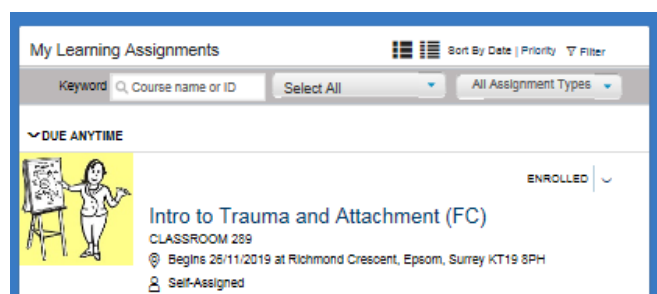 My Learning Assignments
Sort By Date | Priority Filter
Keyword Course name or ID Select All All Assignment Types
DUE ANYTIME
ENROLLED
Intro to Trauma and Attachment (FC)
CLASSROOM 289
Begins 26/11/2019 at Richmond Crescent, Epsom, Surrey KT19 8PH
Self-Assigned